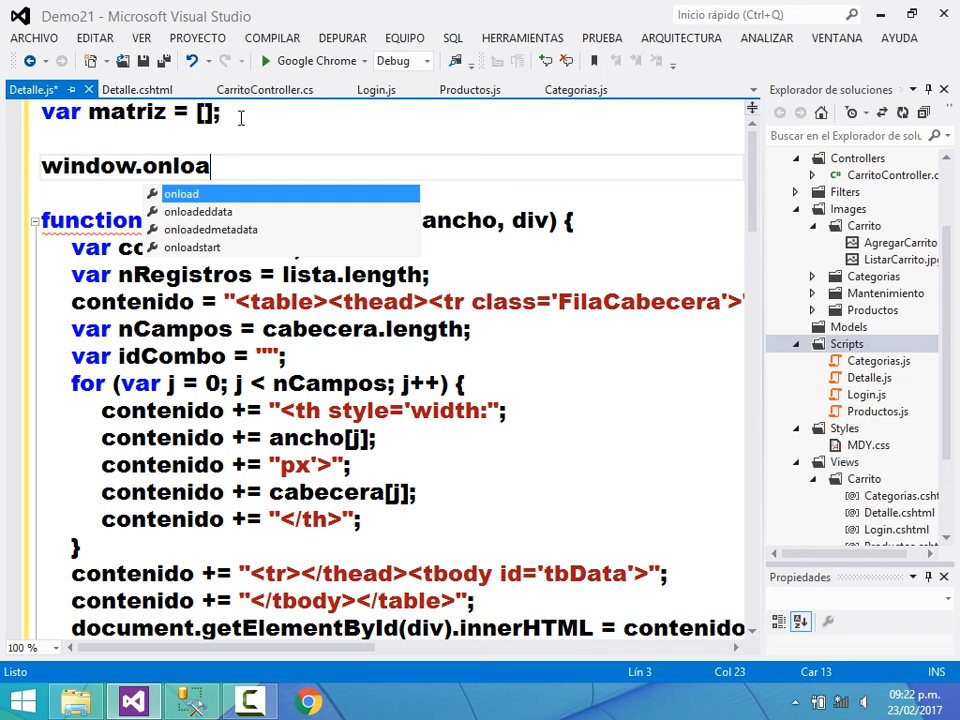 Demo21 - Microsoft Visual Studio
Inicio rápido (Ctrl+Q)
ARCHIVO EDITAR VER PROYECTO COMPILAR DEPURAR EQUIPO SQL HERRAMIENTAS PRUEBA ARQUITECTURA ANALIZAR VENTANA AYUDA
Google Chrome Debug
Detalle.js* Detalle.cshtml CarritoController.cs Login.js Productos.js Categorias.js
Explorador de soluciones
Buscar en el Explorador de solu
var matriz = [];
window.onloa
onload
onloadeddata
onloadedmetadata
onloadstart
function ancho, div) {
var co
var nRegistros = lista.length;
contenido = "<table><thead><tr class='FilaCabecera'>"
var nCampos = cabecera.length;
var idCombo = "";
for (var j = 0; j < nCampos; j++) {
contenido += "<th style='width:";
contenido += ancho[j];
contenido += "px'>";
contenido += cabecera[j];
contenido += "</th>";
}
contenido += "<tr></thead><tbody id='tbData'>";
contenido += "</tbody></table>";
document.getElementById(div).innerHTML = contenido
Controllers
CarritoController.c
Filters
Images
Carrito
AgregarCarrito
ListarCarrito.jpg
Categorias
Mantenimiento
Productos
Models
Scripts
Categorias.js
Detalle.js
Login.js
Productos.js
Styles
MDY.css
Views
Carrito
Categorias.csht
Detalle.cshtml
Login.cshtml
Propiedades
100 %
Listo Lín 3 Col 23 Car 13 INS
09:22 p.m.
23/02/2017